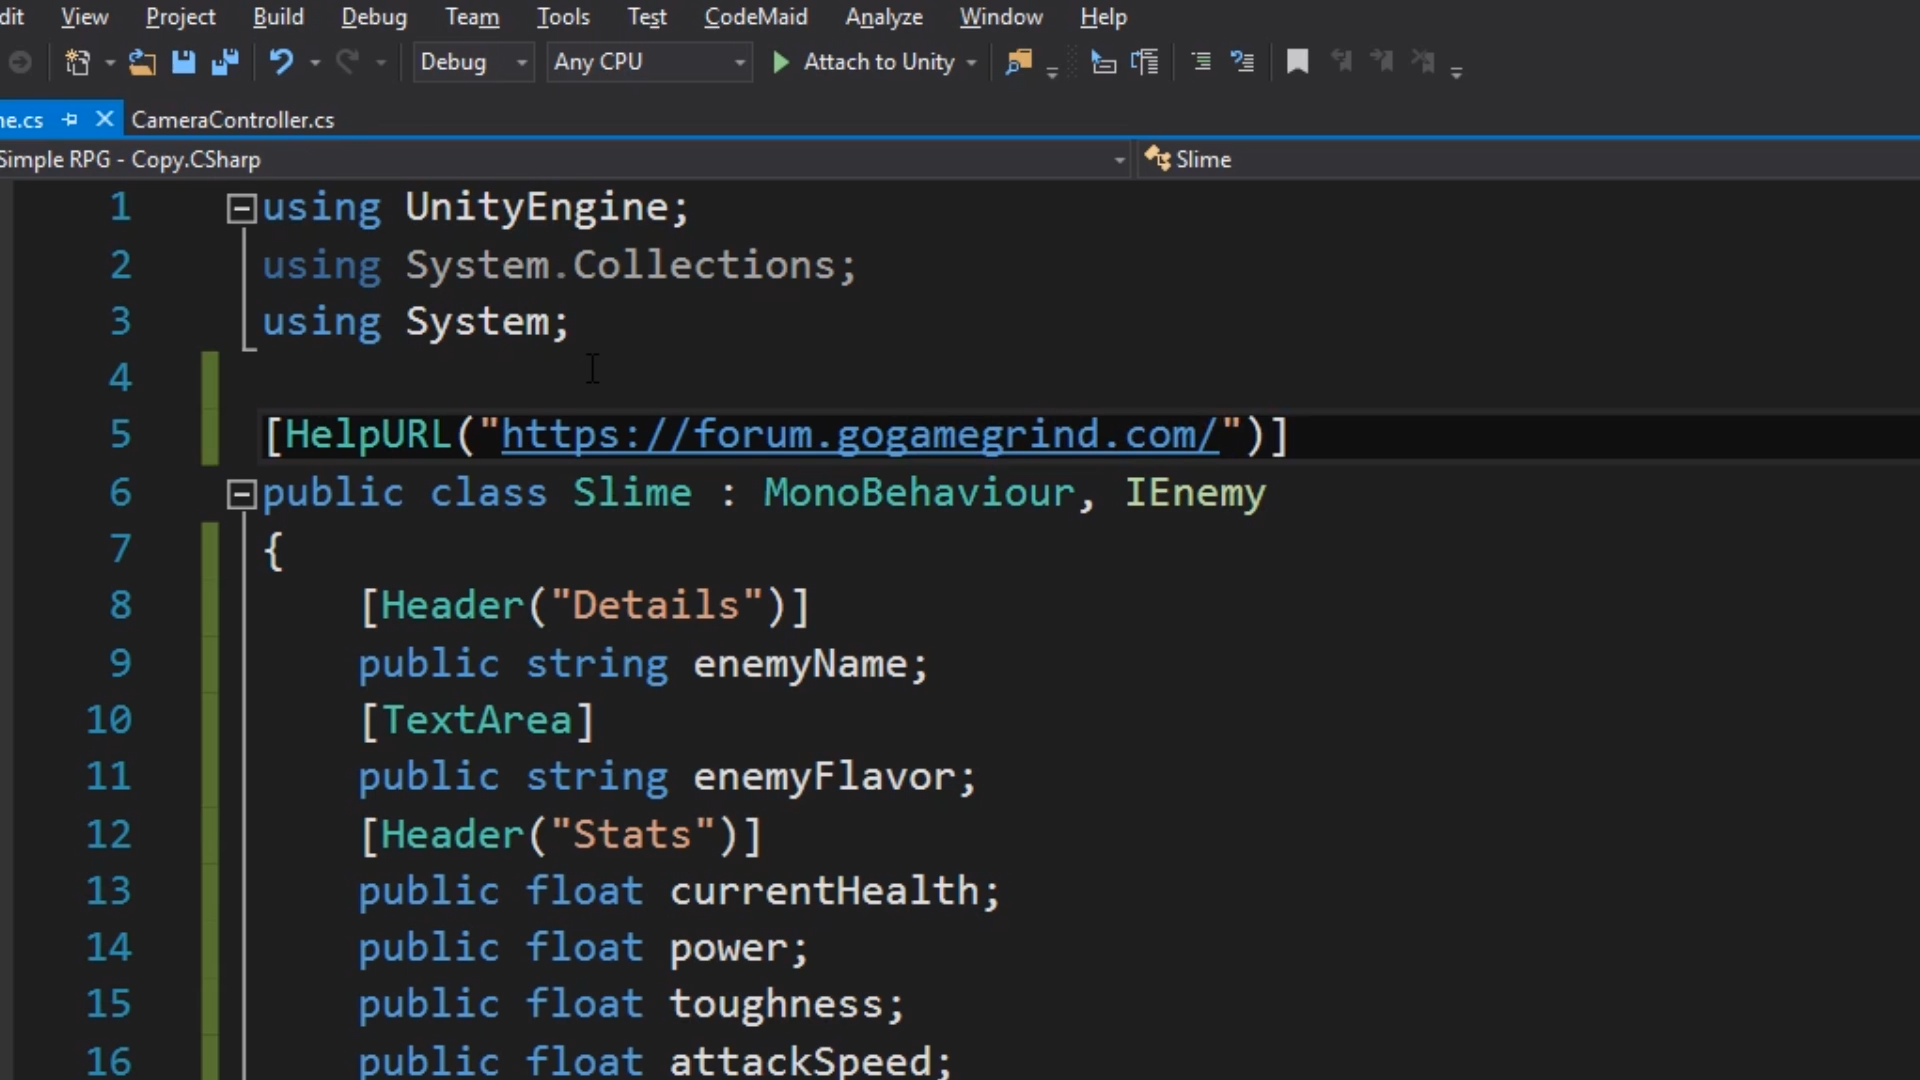 dit View Project Build Debug Team Tools Test CodeMaid Analyze Window Help
Debug Any CPU Attach to Unity
ne.cs CameraController.cs
Simple RPG - Copy.CSharp Slime
1 using UnityEngine;
2 using System.Collections;
3 using System;
4
5 [HelpURL("https://forum.gogamegrind.com/")]
6 public class Slime : MonoBehaviour, IEnemy
7 {
8 [Header("Details")]
9 public string enemyName;
10 [TextArea]
11 public string enemyFlavor;
12 [Header("Stats")]
13 public float currentHealth;
14 public float power;
15 public float toughness;
16 public float attackSpeed;